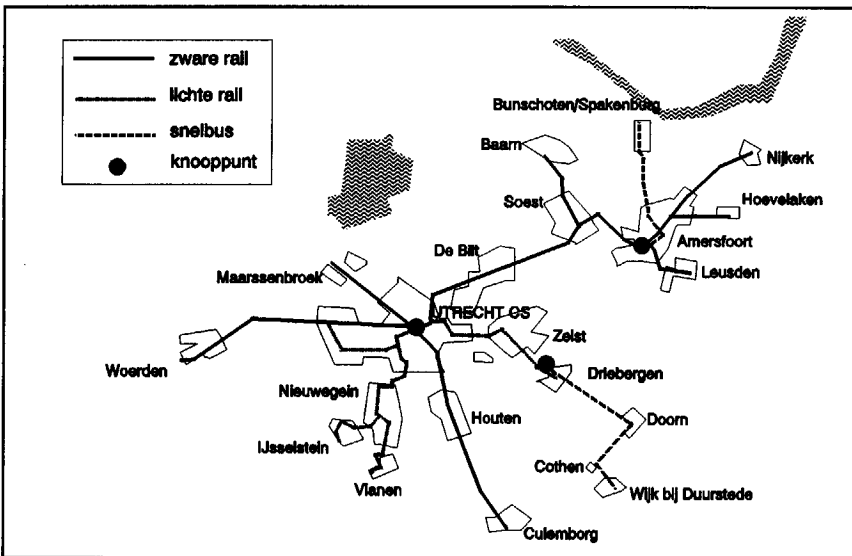 zware rail
lichte rail
snelbus
knooppunt
Bunschoten/Spakenburg
Baarn
Nijkerk
Hoevelaken
Soest
Amersfoort
De Bilt
Leusden
Maarssenbroek
UTRECHT CS
Zeist
Woerden
Driebergen
Nieuwegein
Houten
Doorn
IJsselstein
Cothen
Vianen
Wijk bij Duurstede
Culemborg